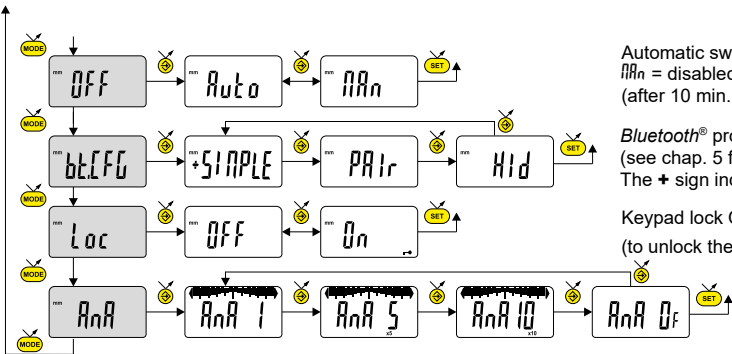 MODE
mm OFF
mm Auto
mm MAn
SET
Automatic sw
MAn = disabled
(after 10 min.
MODE
mm bt.CFG
mm +SIMPLE
mm PAIr
mm HId
SET
Bluetooth® pro
(see chap. 5 f
The + sign inc
MODE
mm Loc
mm OFF
mm On
SET
Keypad lock
(to unlock the
MODE
mm AnA
AnA 1
AnA 5 x5
AnA 10 x10
AnA OF
SET
MODE